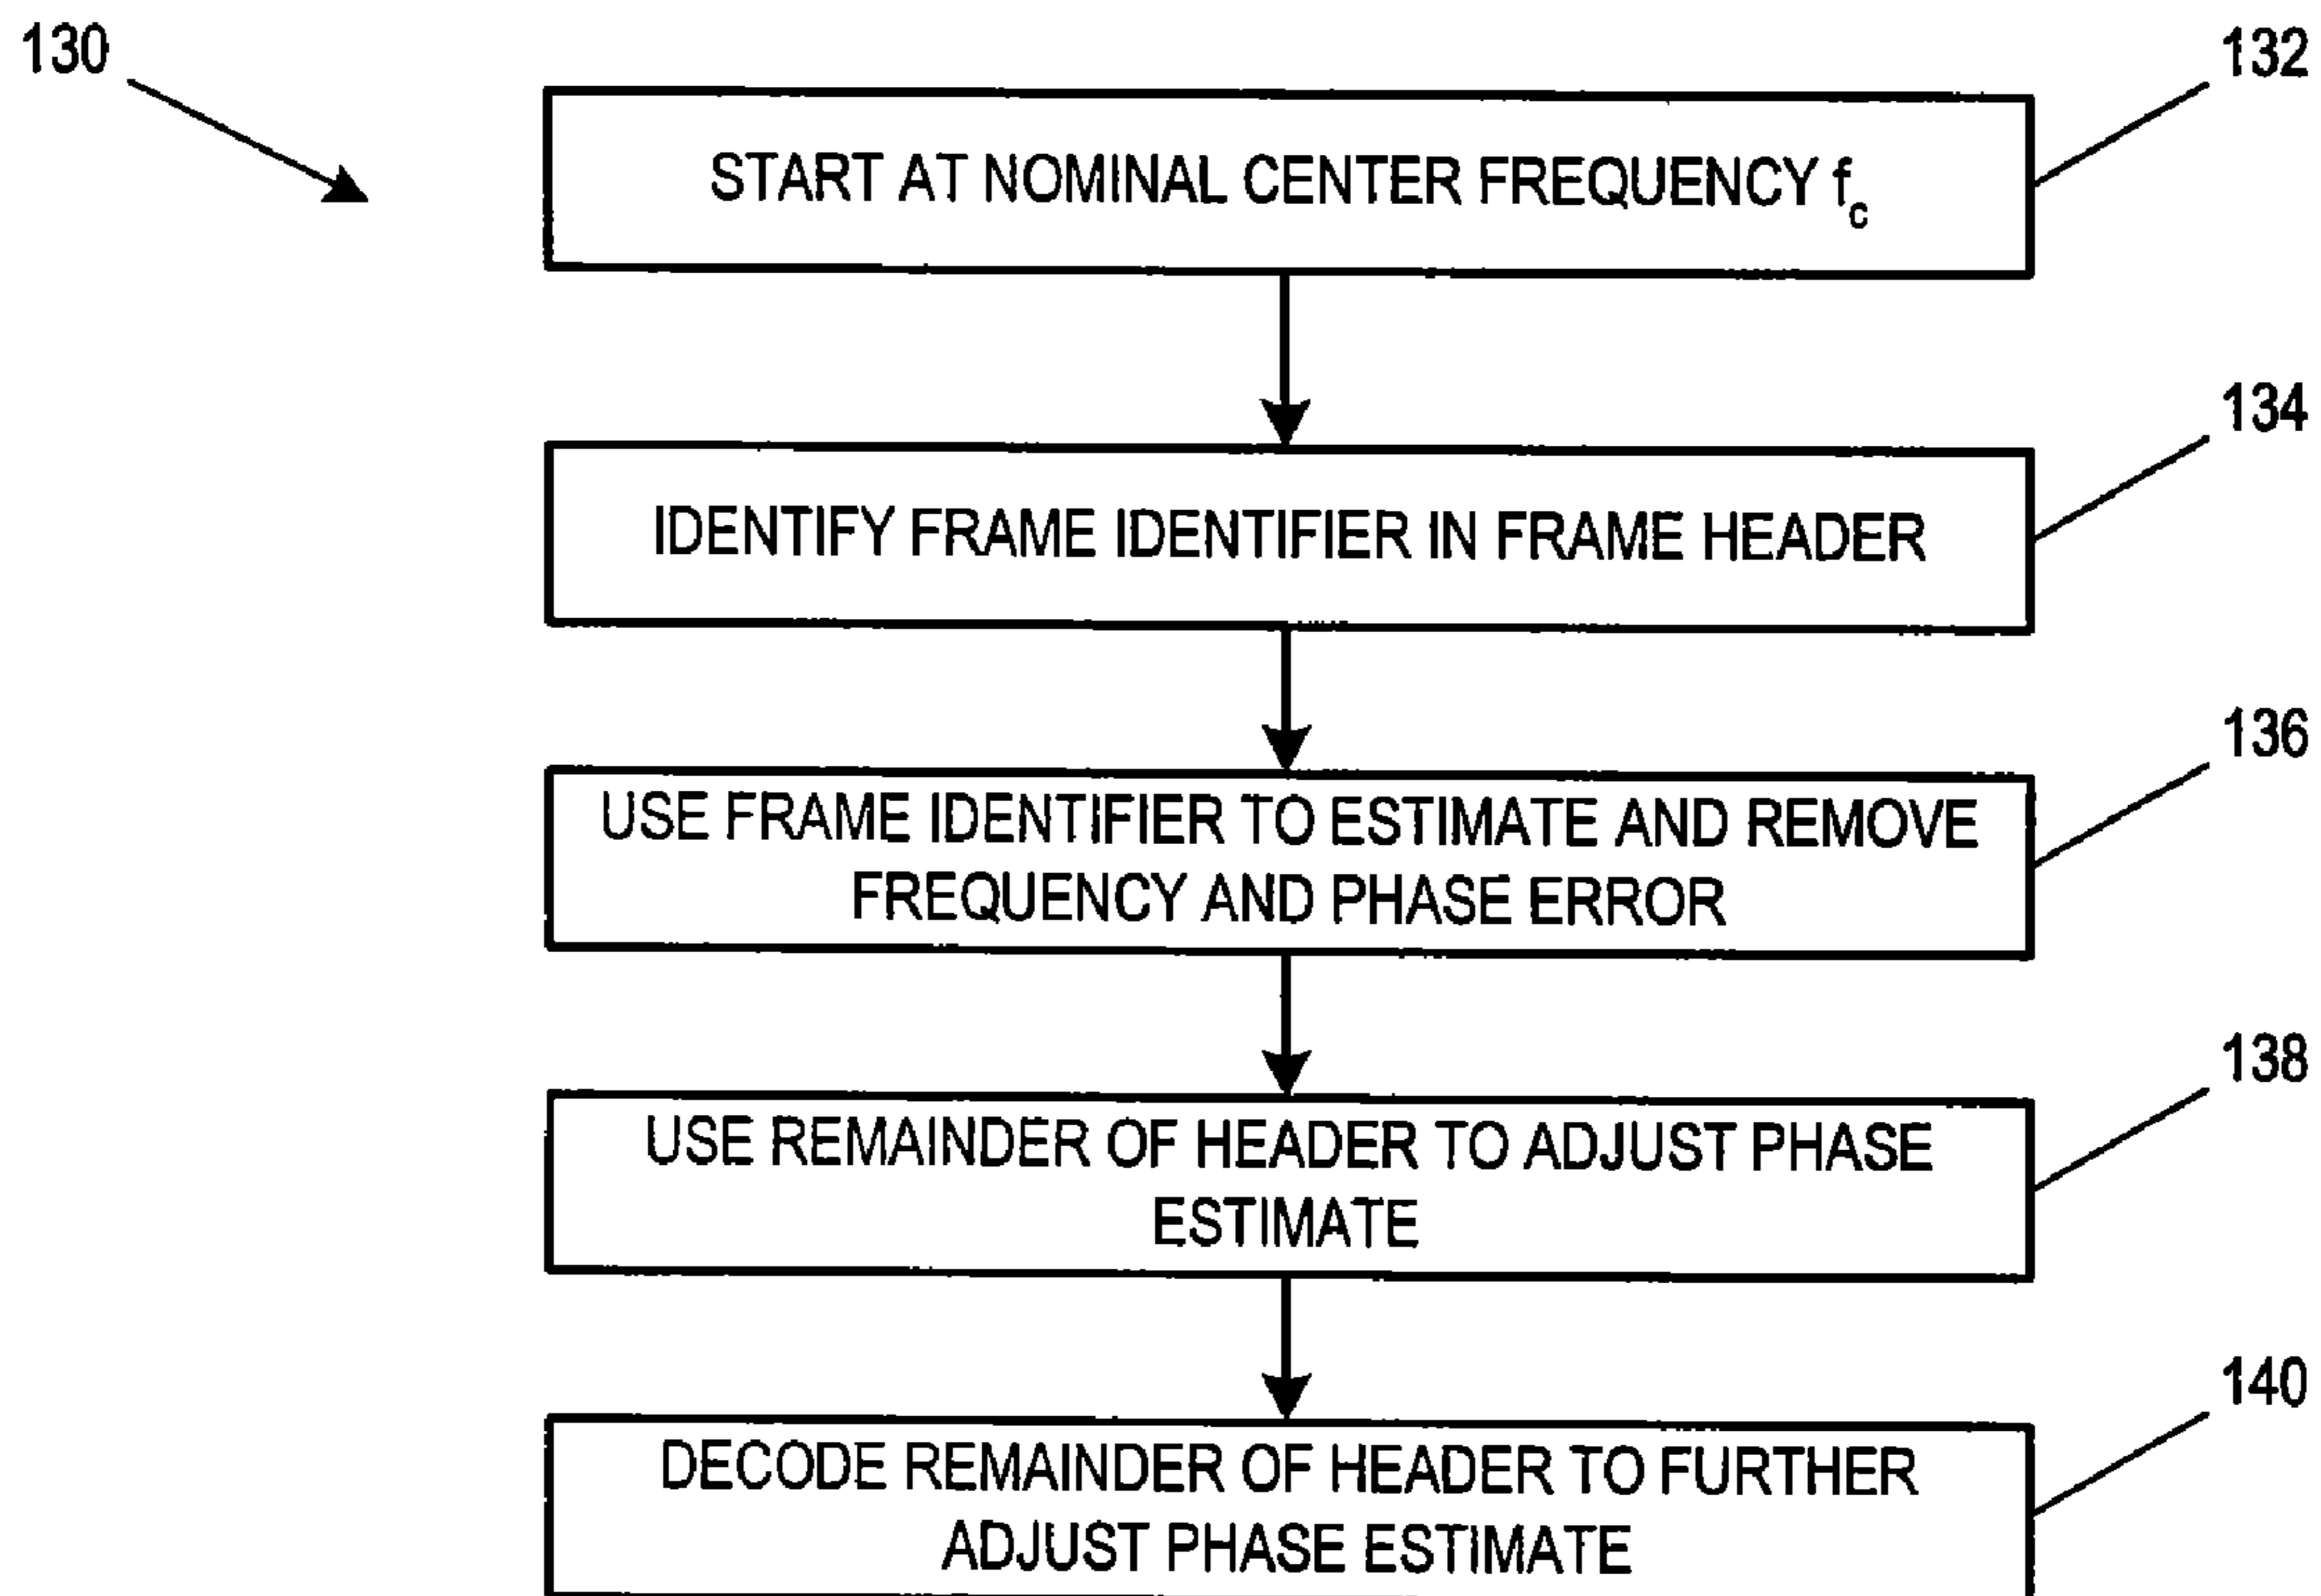 130
132
START AT NOMINAL CENTER FREQUENCY fc
134
IDENTIFY FRAME IDENTIFIER IN FRAME HEADER
136
USE FRAME IDENTIFIER TO ESTIMATE AND REMOVE
FREQUENCY AND PHASE ERROR
138
USE REMAINDER OF HEADER TO ADJUST PHASE
ESTIMATE
140
DECODE REMAINDER OF HEADER TO FURTHER
ADJUST PHASE ESTIMATE